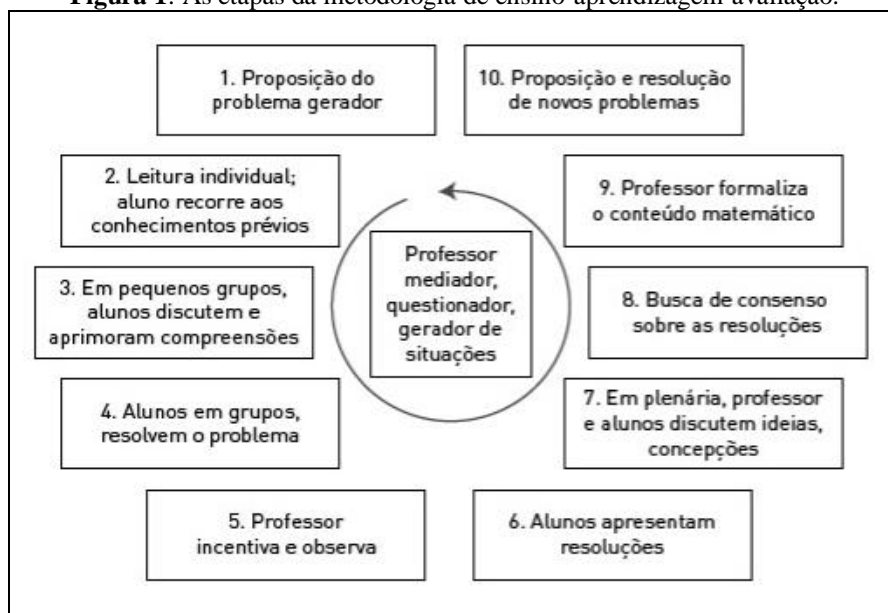 Figura 1. As etapas da metodologia de ensino-aprendizagem-avaliação.
1. Proposição do
problema gerador
2. Leitura individual;
aluno recorre aos
conhecimentos prévios
3. Em pequenos grupos,
alunos discutem e
aprimoram compreensões
4. Alunos em grupos,
resolvem o problema
5. Professor
incentiva e observa
6. Alunos apresentam
resoluções
7. Em plenária, professor
e alunos discutem ideias,
concepções
8. Busca de consenso
sobre as resoluções
9. Professor formaliza
o conteúdo matemático
10. Proposição e resolução
de novos problemas
Professor
mediador,
questionador,
gerador de
situações